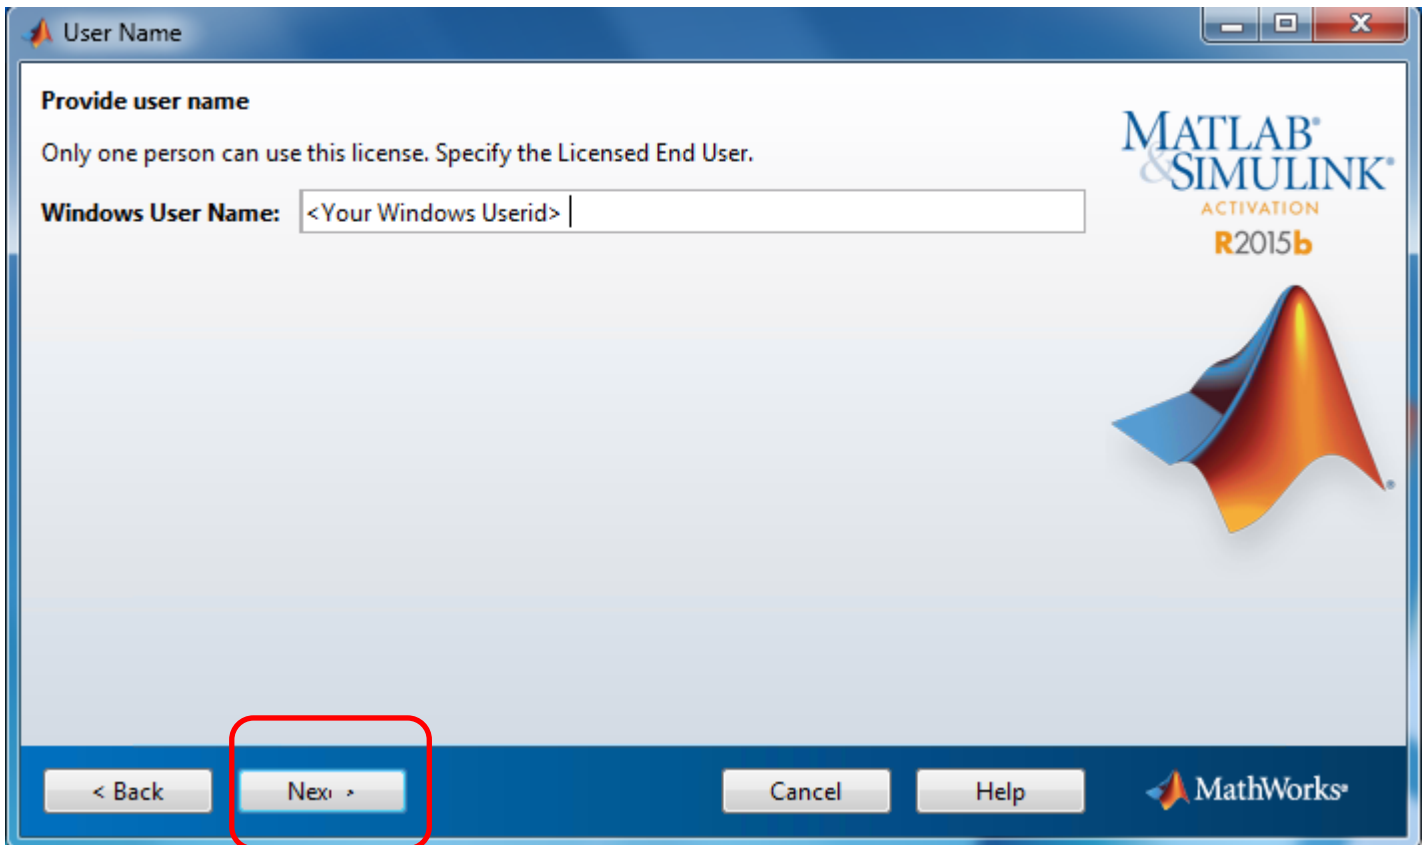 User Name
Provide user name
Only one person can use this license. Specify the Licensed End User.
Windows User Name: <Your Windows Userid>
MATLAB®
&SIMULINK®
ACTIVATION
R2015b
< Back
Next >
Cancel
Help
MathWorks®